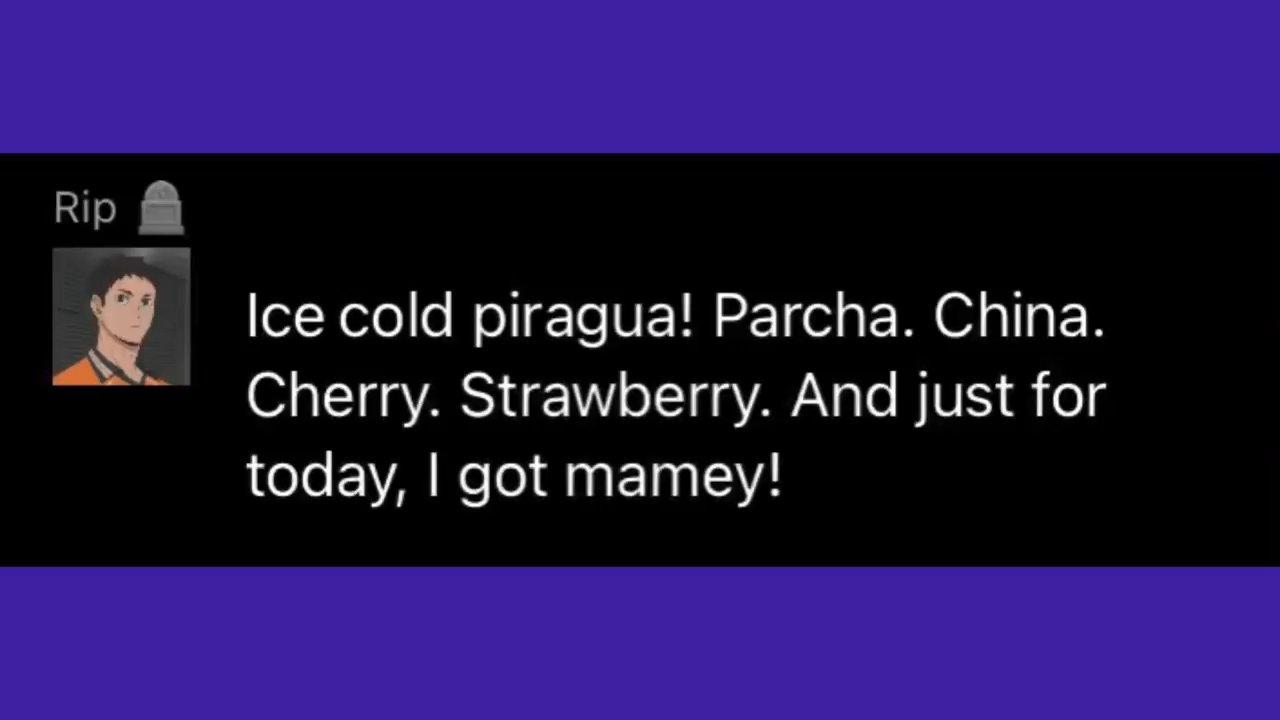 Rip 🪦
Ice cold piragua! Parcha. China.
Cherry. Strawberry. And just for
today, I got mamey!